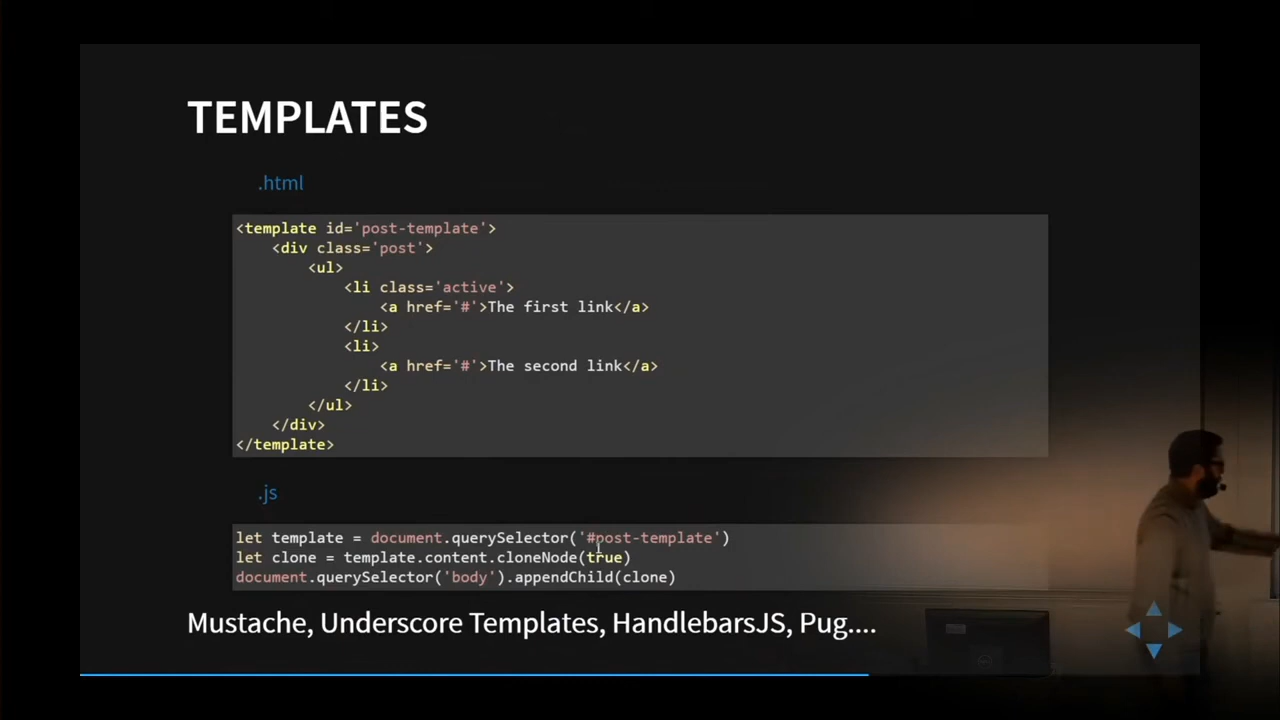 TEMPLATES
.html
<template id='post-template'>
    <div class='post'>
        <ul>
            <li class='active'>
                <a href='#'>The first link</a>
            </li>
            <li>
                <a href='#'>The second link</a>
            </li>
        </ul>
    </div>
</template>
.js
let template = document.querySelector('#post-template')
let clone = template.content.cloneNode(true)
document.querySelector('body').appendChild(clone)
Mustache, Underscore Templates, HandlebarsJS, Pug....